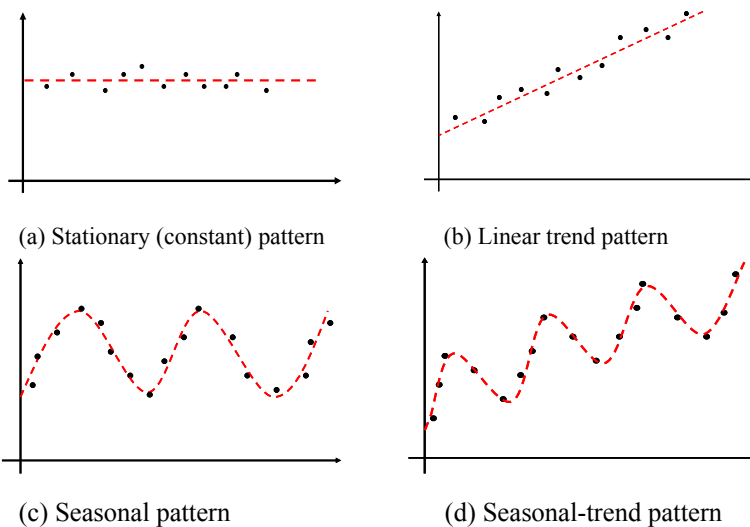 (a) Stationary (constant) pattern
(b) Linear trend pattern
(c) Seasonal pattern
(d) Seasonal-trend pattern